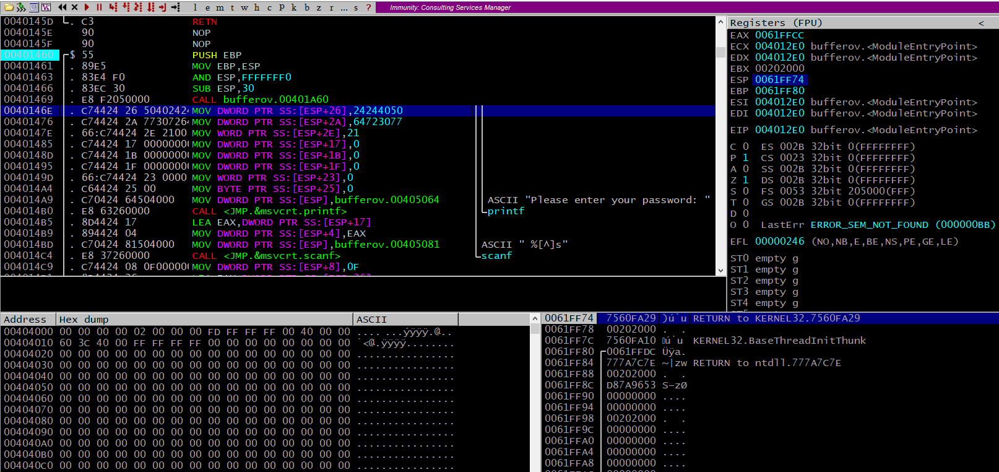 l e m t w h c p k b z r ... s ? Immunity: Consulting Services Manager
0040145D . C3 RETN
0040145E 90 NOP
0040145F 90 NOP
00401460 $ 55 PUSH EBP
00401461 . 89E5 MOV EBP,ESP
00401463 . 83E4 F0 AND ESP,FFFFFFF0
00401466 . 83EC 30 SUB ESP,30
00401469 . E8 F2050000 CALL bufferov.00401A60
0040146E . C74424 26 50402424 MOV DWORD PTR SS:[ESP+26],24244050
00401476 . C74424 2A 77307264 MOV DWORD PTR SS:[ESP+2A],64723077
0040147E . 66:C74424 2E 2100 MOV WORD PTR SS:[ESP+2E],21
00401485 . C74424 17 00000000 MOV DWORD PTR SS:[ESP+17],0
0040148D . C74424 1B 00000000 MOV DWORD PTR SS:[ESP+1B],0
00401495 . C74424 1F 00000000 MOV DWORD PTR SS:[ESP+1F],0
0040149D . 66:C74424 23 0000 MOV WORD PTR SS:[ESP+23],0
004014A4 . C64424 25 00 MOV BYTE PTR SS:[ESP+25],0
004014A9 . C70424 64504000 MOV DWORD PTR SS:[ESP],bufferov.00405064 ASCII "Please enter your password: "
004014B0 . E8 63260000 CALL <JMP.&msvcrt.printf> printf
004014B5 . 8D4424 17 LEA EAX,DWORD PTR SS:[ESP+17]
004014B9 . 894424 04 MOV DWORD PTR SS:[ESP+4],EAX
004014BD . C70424 81504000 MOV DWORD PTR SS:[ESP],bufferov.00405081 ASCII " %[^]s"
004014C4 . E8 37260000 CALL <JMP.&msvcrt.scanf> scanf
004014C9 . C74424 08 0F000000 MOV DWORD PTR SS:[ESP+8],0F
Registers (FPU) <
EAX 0061FFCC
ECX 004012E0 bufferov.<ModuleEntryPoint>
EDX 004012E0 bufferov.<ModuleEntryPoint>
EBX 00202000
ESP 0061FF74
EBP 0061FF80
ESI 004012E0 bufferov.<ModuleEntryPoint>
EDI 004012E0 bufferov.<ModuleEntryPoint>
EIP 004012E0 bufferov.<ModuleEntryPoint>
C 0 ES 002B 32bit 0(FFFFFFFF)
P 1 CS 0023 32bit 0(FFFFFFFF)
A 0 SS 002B 32bit 0(FFFFFFFF)
Z 1 DS 002B 32bit 0(FFFFFFFF)
S 0 FS 0053 32bit 205000(FFF)
T 0 GS 002B 32bit 0(FFFFFFFF)
D 0
O 0 LastErr ERROR_SEM_NOT_FOUND (000000BB)
EFL 00000246 (NO,NB,E,BE,NS,PE,GE,LE)
ST0 empty g
ST1 empty g
ST2 empty g
ST3 empty g
ST4 empty g
Address Hex dump ASCII
00404000 00 00 00 00 02 00 00 00 FD FF FF FF 00 40 00 00 .... ...ýÿÿÿ.@..
00404010 60 3C 40 00 FF FF FF FF 00 00 00 00 00 00 00 00 `<@.ÿÿÿÿ........
00404020 00 00 00 00 00 00 00 00 00 00 00 00 00 00 00 00 ................
00404030 00 00 00 00 00 00 00 00 00 00 00 00 00 00 00 00 ................
00404040 00 00 00 00 00 00 00 00 00 00 00 00 00 00 00 00 ................
00404050 00 00 00 00 00 00 00 00 00 00 00 00 00 00 00 00 ................
00404060 00 00 00 00 00 00 00 00 00 00 00 00 00 00 00 00 ................
00404070 00 00 00 00 00 00 00 00 00 00 00 00 00 00 00 00 ................
00404080 00 00 00 00 00 00 00 00 00 00 00 00 00 00 00 00 ................
00404090 00 00 00 00 00 00 00 00 00 00 00 00 00 00 00 00 ................
004040A0 00 00 00 00 00 00 00 00 00 00 00 00 00 00 00 00 ................
004040B0 00 00 00 00 00 00 00 00 00 00 00 00 00 00 00 00 ................
004040C0 00 00 00 00 00 00 00 00 00 00 00 00 00 00 00 00 ................
0061FF74 7560FA29 )ú`u RETURN to KERNEL32.7560FA29
0061FF78 00202000 . .
0061FF7C 7560FA10 ú`u KERNEL32.BaseThreadInitThunk
0061FF80 0061FFDC Üÿa.
0061FF84 777A7C7E ~|zw RETURN to ntdll.777A7C7E
0061FF88 00202000 . .
0061FF8C D87A9653 S–zØ
0061FF90 00000000 ....
0061FF94 00000000 ....
0061FF98 00202000 . .
0061FF9C 00000000 ....
0061FFA0 00000000 ....
0061FFA4 00000000 ....
0061FFA8 00000000 ....